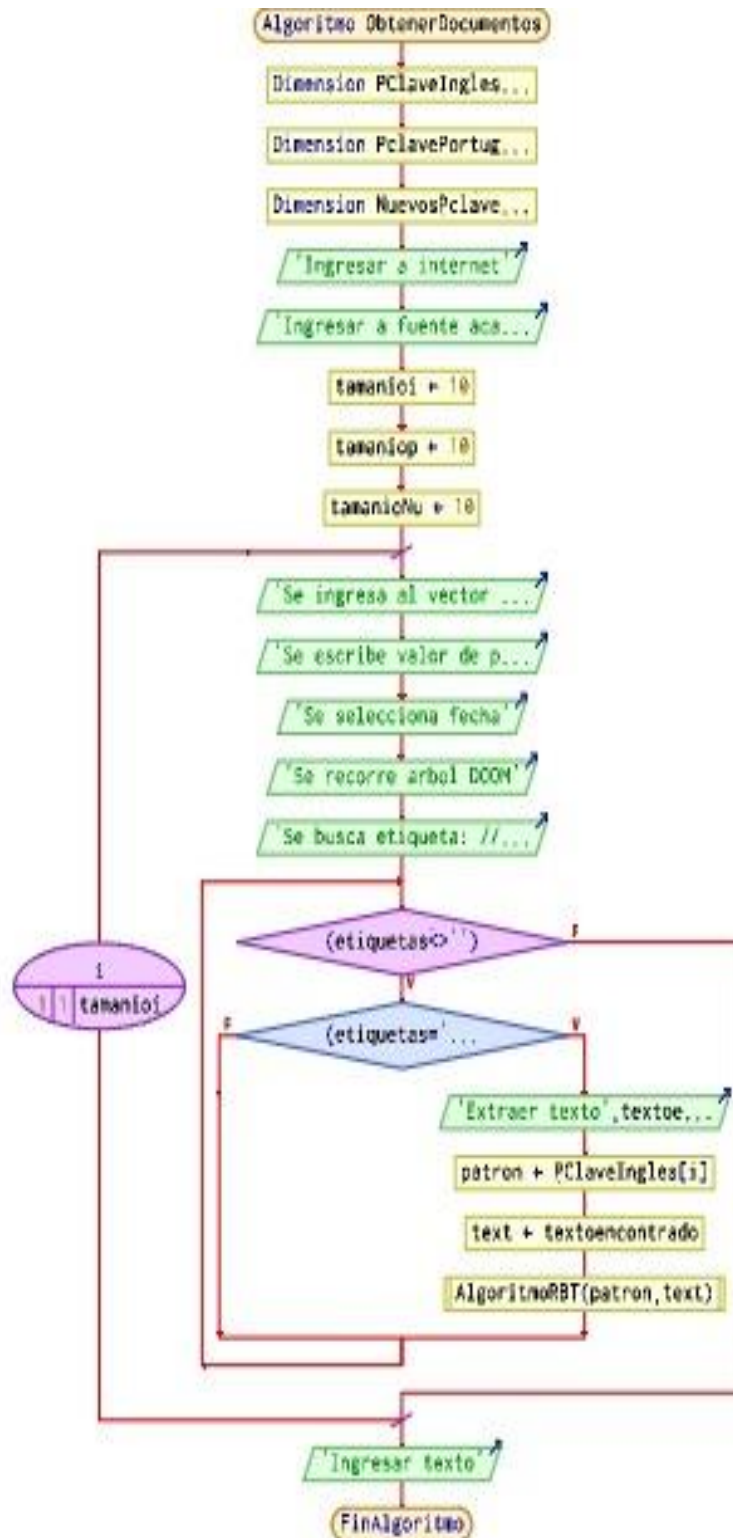 Algoritmo ObtenerDocumentos
Dimension PClaveIngles...
Dimension PclavePortug...
Dimension NuevosPclave...
'Ingresar a internet'
'Ingresar a fuente aca...
tamanioi ← 10
tamaniop ← 10
tamanioNu ← 10
'Se ingresa al vector ...
'Se escribe valor de p...
'Se selecciona fecha'
'Se recorre arbol DOOM'
'Se busca etiqueta: //...
(etiquetas<>'')
F
V
i
1 1 tamanioi
(etiquetas='...
F
V
'Extraer texto',textoe...
patron ← PClaveIngles[i]
text ← textoencontrado
AlgoritmoRBT(patron,text)
'Ingresar texto'
FinAlgoritmo